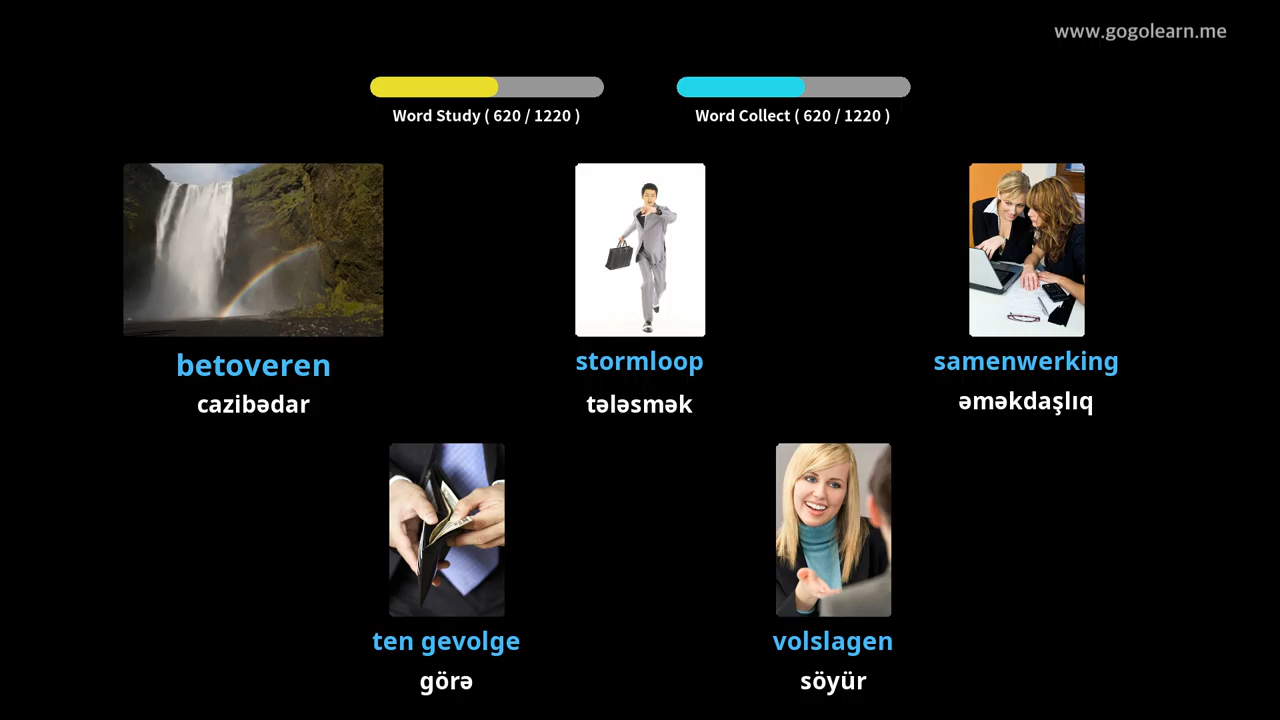 www.gogolearn.me
Word Study ( 620 / 1220 )
Word Collect ( 620 / 1220 )
betoveren
cazibədar
stormloop
tələsmək
samenwerking
əməkdaşlıq
ten gevolge
görə
volslagen
söyür